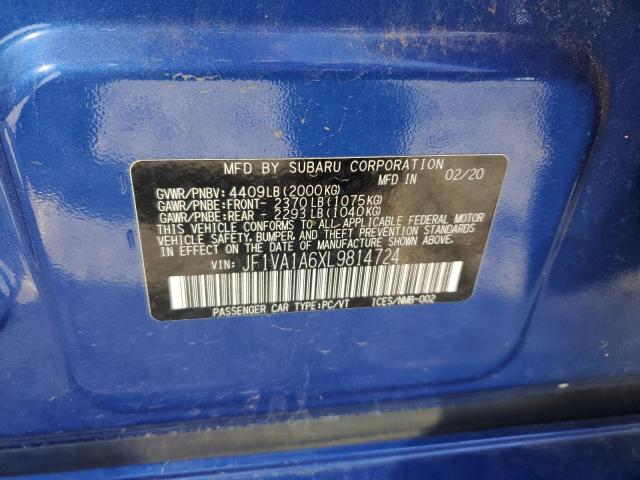 MFD BY SUBARU CORPORATION
MFD IN 02/20
GVWR/PNBV: 4409LB(2000KG)
GAWR/PNBE:FRONT- 2370LB(1075KG)
GAWR/PNBE:REAR - 2293LB(1040KG)
THIS VEHICLE CONFORMS TO ALL APPLICABLE FEDERAL MOTOR
VEHICLE SAFETY, BUMPER, AND THEFT PREVENTION STANDARDS
IN EFFECT ON THE DATE OF MANUFACTURE SHOWN ABOVE.
VIN: JF1VA1A6XL9814724
PASSENGER CAR TYPE:PC/VT ICES/NMB-002